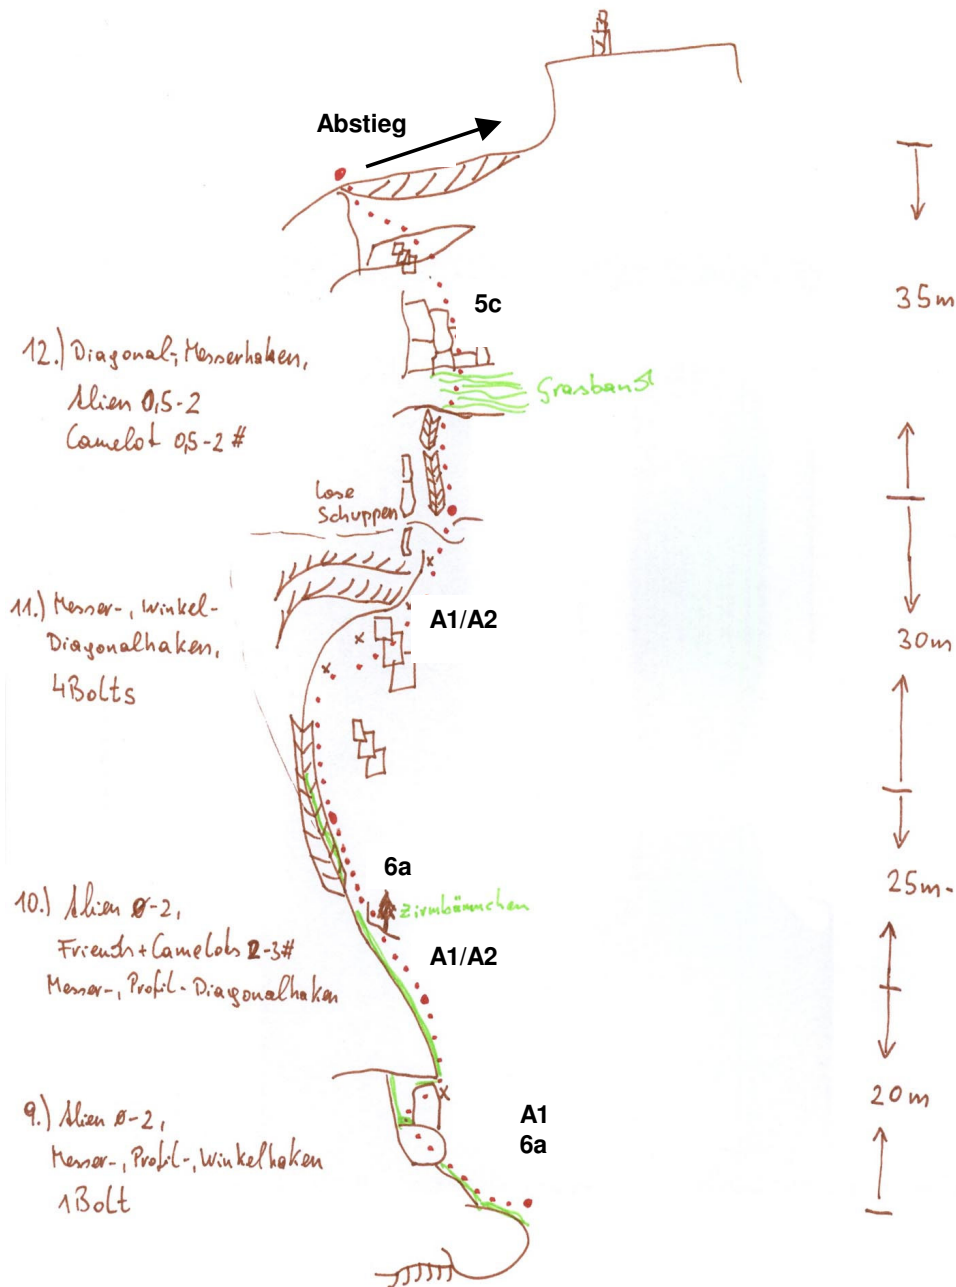 Abstieg
35m
5c
12.) Diagonal-, Messerhaken,
Alien 0,5-2
Camelot 0,5-2 #
Grasband
Lose
Schuppen
11.) Messer-, Winkel-
Diagonalhaken,
4Bolts
A1/A2
30m
6a
25m.
10.) Alien 0-2,
Friends+Camelots 2-3#
Messer-, Profil- Diagonalhaken
Zirmbäumchen
A1/A2
20m
9.) Alien 0-2,
Messer-, Profil-, Winkelhaken
1Bolt
A1
6a